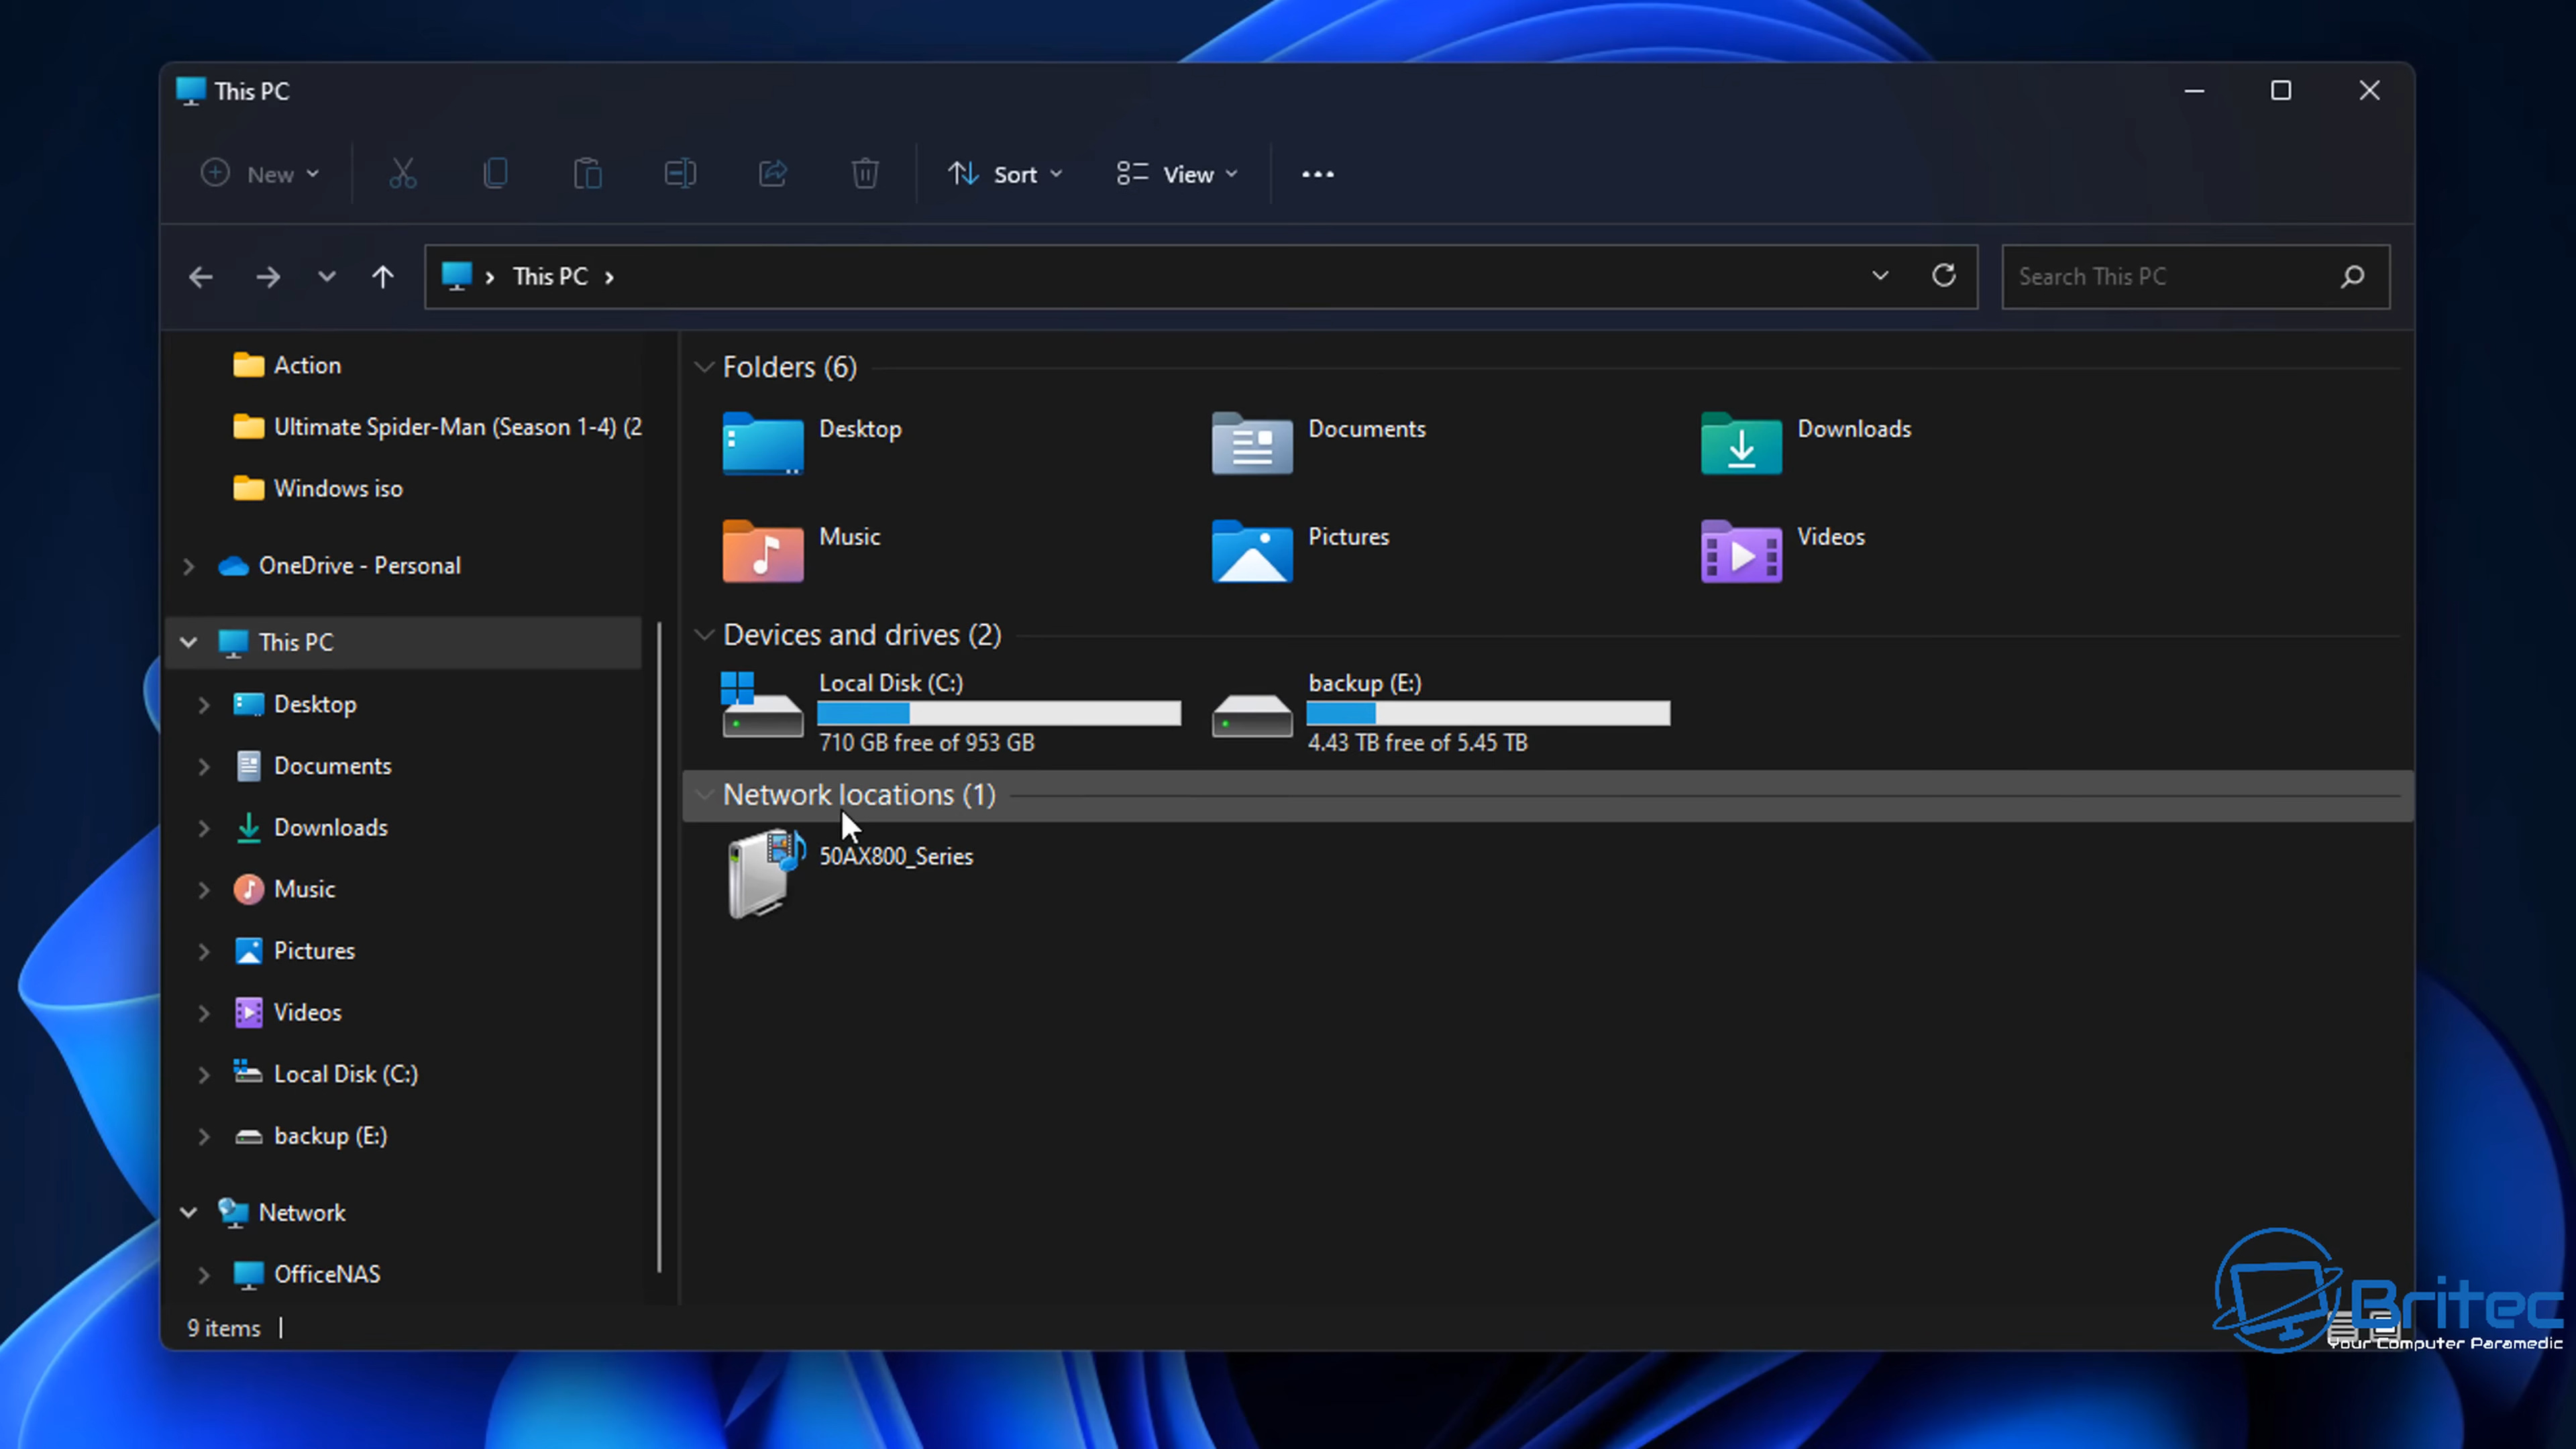 This PC
New
Sort
View
This PC
Search This PC
Action
Ultimate Spider-Man (Season 1-4) (2
Windows iso
OneDrive - Personal
This PC
Desktop
Documents
Downloads
Music
Pictures
Videos
Local Disk (C:)
backup (E:)
Network
OfficeNAS
Folders (6)
Desktop
Documents
Downloads
Music
Pictures
Videos
Devices and drives (2)
Local Disk (C:)
710 GB free of 953 GB
backup (E:)
4.43 TB free of 5.45 TB
Network locations (1)
50AX800_Series
9 items
Britec
Your Computer Paramedic